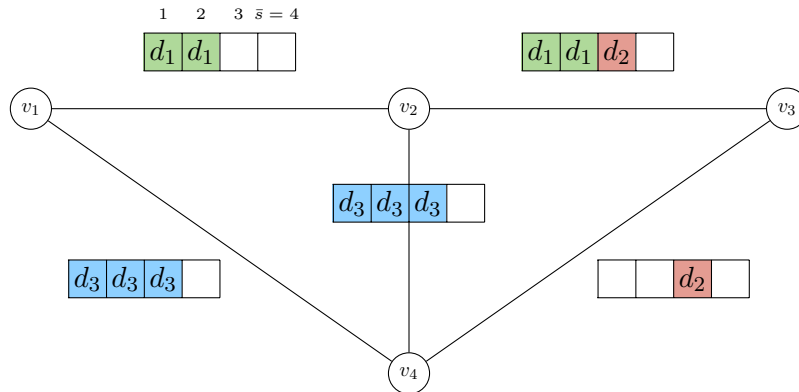 1 2 3 s̄ = 4
d₁ d₁
d₁ d₁ d₂
v₁
v₂
v₃
d₃ d₃ d₃
d₃ d₃ d₃
d₂
v₄